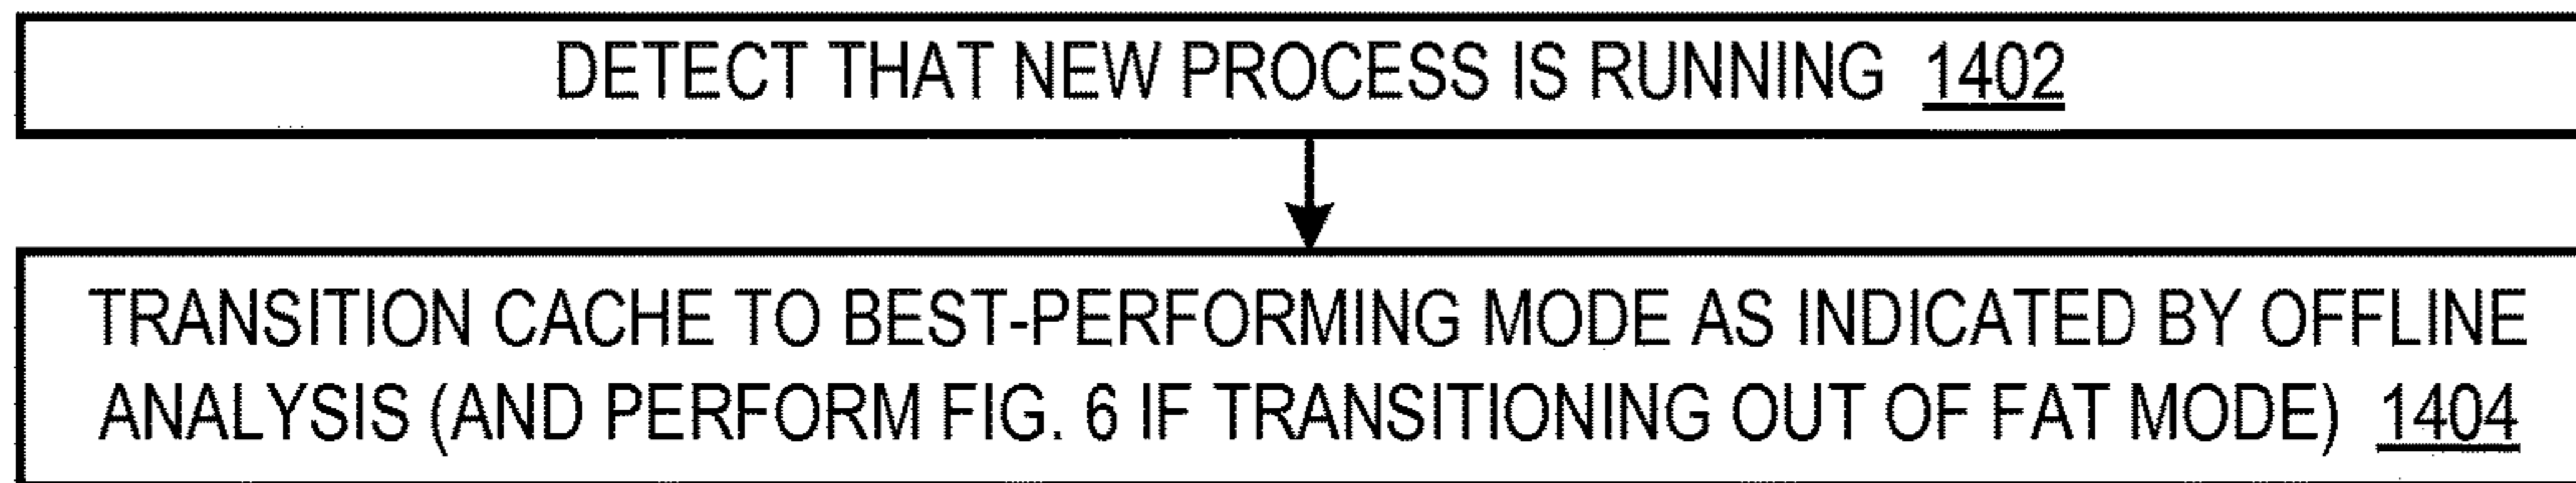 DETECT THAT NEW PROCESS IS RUNNING 1402
TRANSITION CACHE TO BEST-PERFORMING MODE AS INDICATED BY OFFLINE
ANALYSIS (AND PERFORM FIG. 6 IF TRANSITIONING OUT OF FAT MODE) 1404